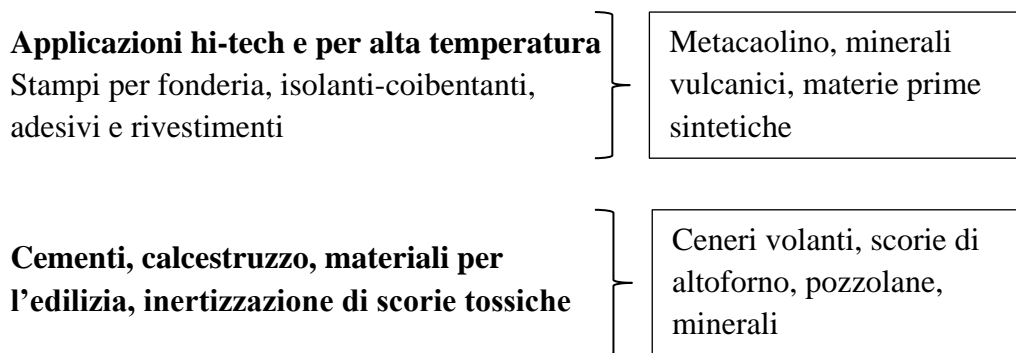 Applicazioni hi-tech e per alta temperatura
Stampi per fonderia, isolanti-coibentanti,
adesivi e rivestimenti
Metacaolino, minerali
vulcanici, materie prime
sintetiche
Cementi, calcestruzzo, materiali per
l’edilizia, inertizzazione di scorie tossiche
Ceneri volanti, scorie di
altoforno, pozzolane,
minerali